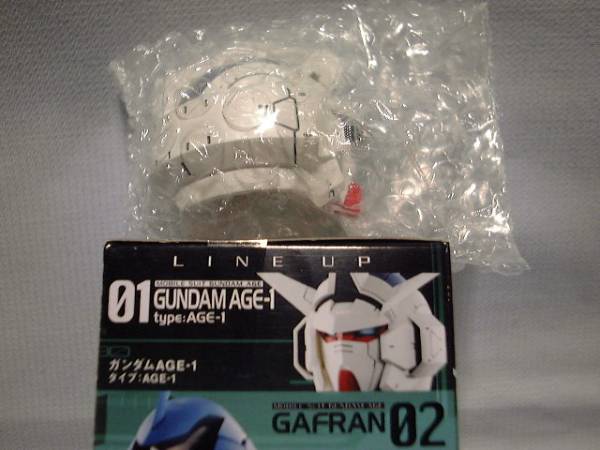 LINE UP
MOBILE SUIT GUNDAM AGE
01 GUNDAM AGE-1
type:AGE-1
ガンダムAGE-1
タイプ:AGE-1
MOBILE SUIT GUNDAM AGE
GAFRAN 02